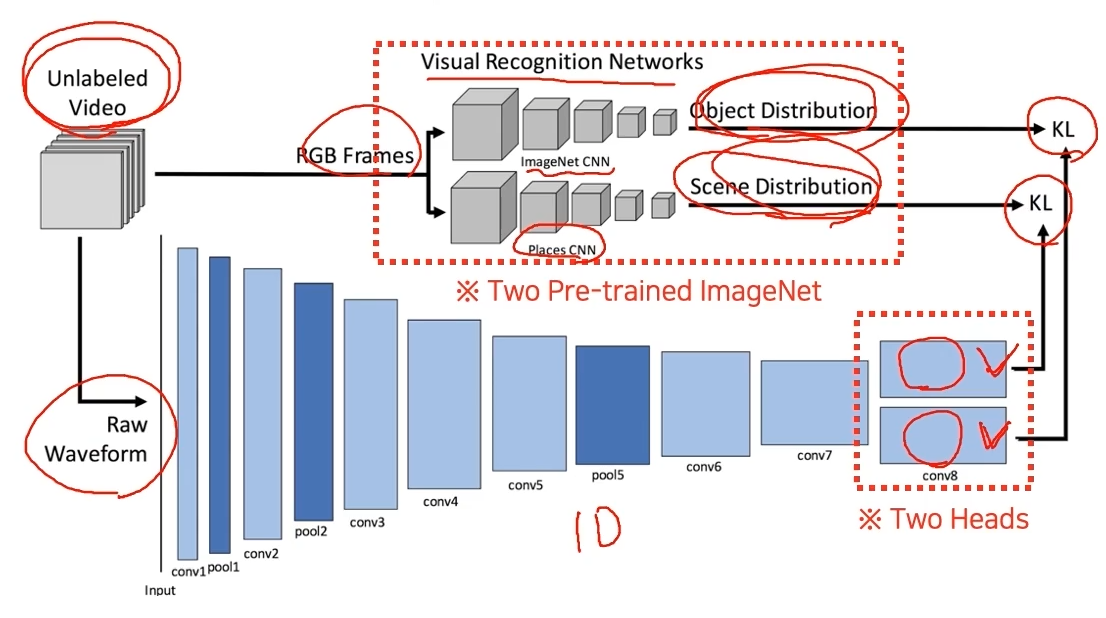 Unlabeled
Video
Visual Recognition Networks
RGB Frames
ImageNet CNN
Object Distribution
KL
Places CNN
Scene Distribution
KL
※ Two Pre-trained ImageNet
Raw
Waveform
Input
conv1
pool1
conv2
pool2
conv3
conv4
conv5
pool5
conv6
conv7
conv8
※ Two Heads
1D